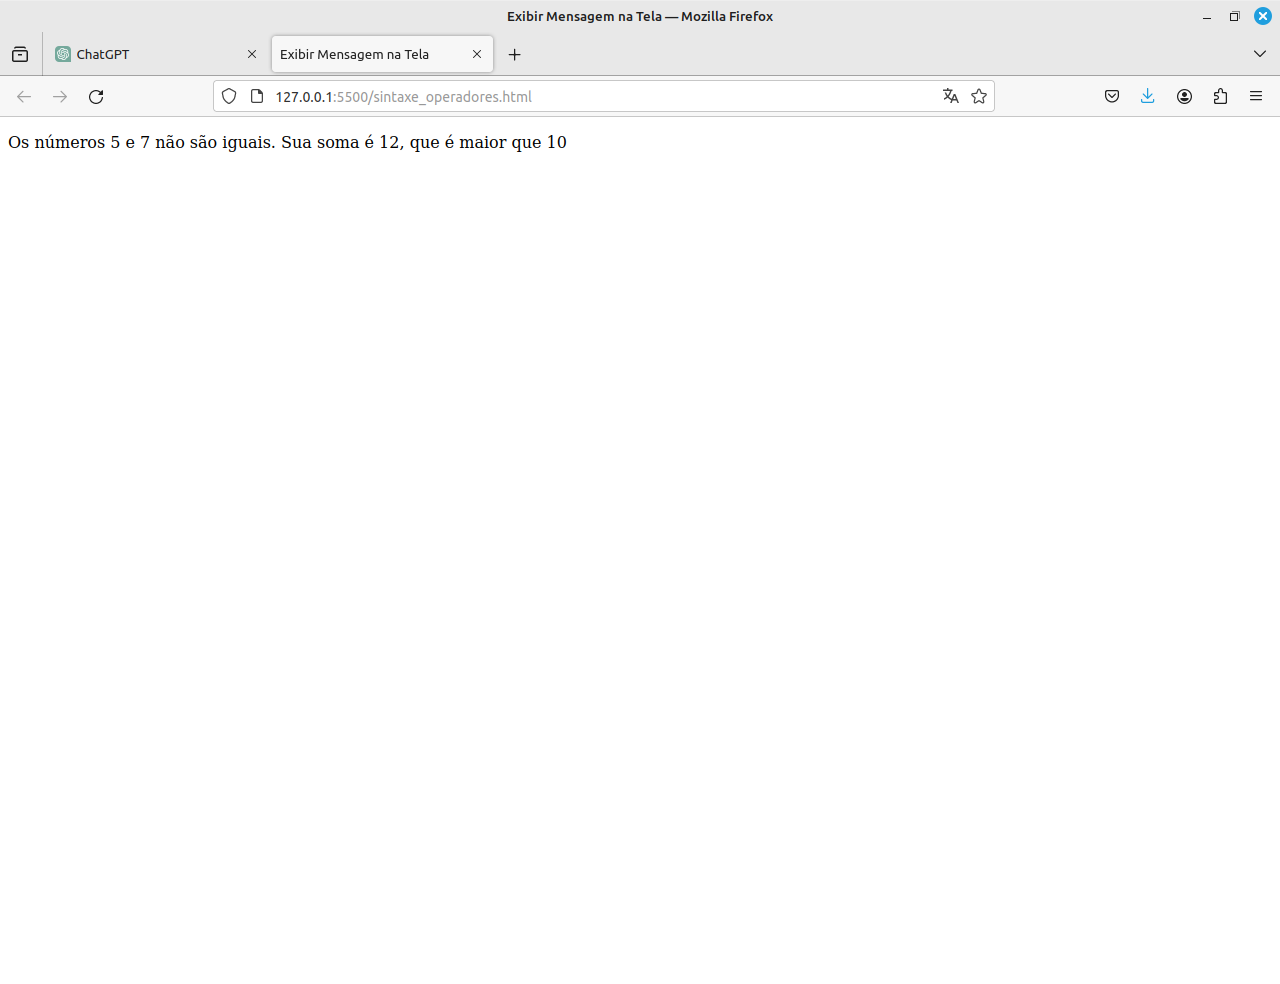 Exibir Mensagem na Tela — Mozilla Firefox
ChatGPT
Exibir Mensagem na Tela
127.0.0.1:5500/sintaxe_operadores.html
Os números 5 e 7 não são iguais. Sua soma é 12, que é maior que 10